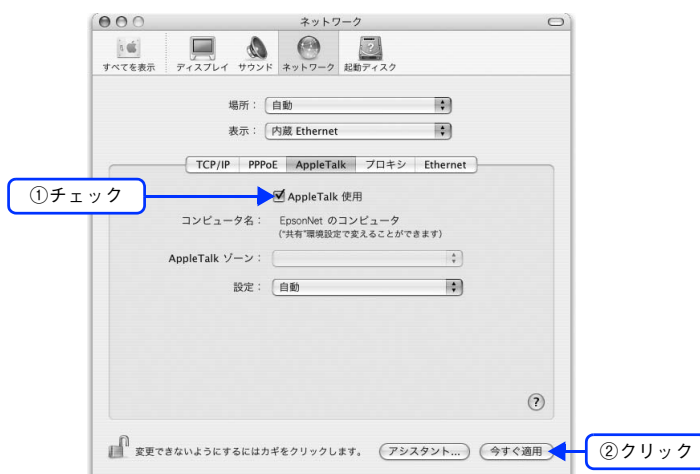 ネットワーク
すべてを表示 ディスプレイ サウンド ネットワーク 起動ディスク
場所： 自動
表示： 内蔵 Ethernet
TCP/IP PPPoE AppleTalk プロキシ Ethernet
①チェック
AppleTalk 使用
コンピュータ名： EpsonNet のコンピュータ
("共有"環境設定で変えることができます)
AppleTalk ゾーン：
設定： 自動
?
変更できないようにするにはカギをクリックします。 アシスタント... 今すぐ適用
②クリック